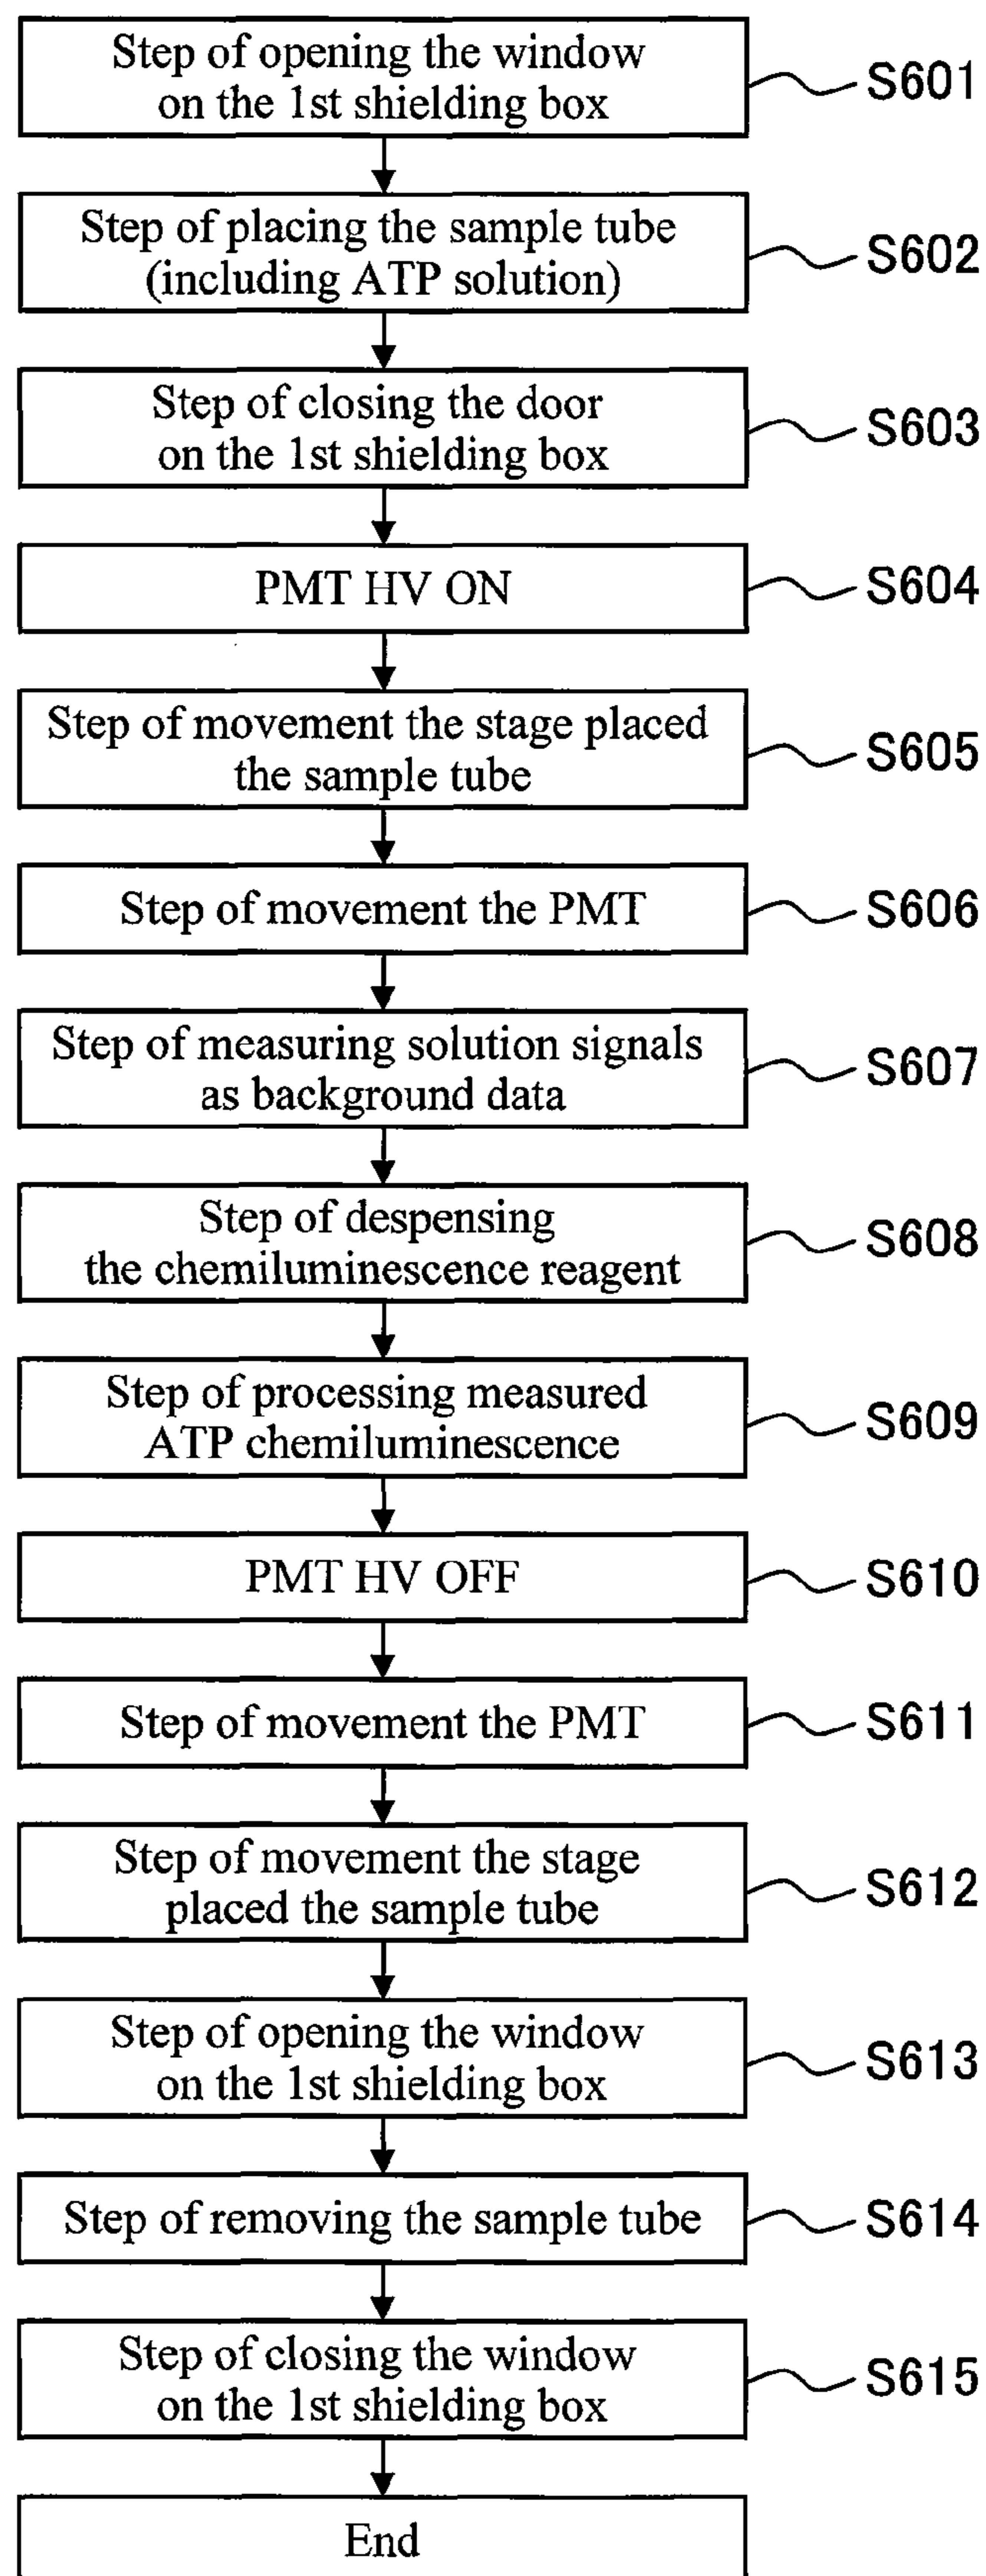 Step of opening the window
on the 1st shielding box
S601
Step of placing the sample tube
(including ATP solution)
S602
Step of closing the door
on the 1st shielding box
S603
PMT HV ON
S604
Step of movement the stage placed
the sample tube
S605
Step of movement the PMT
S606
Step of measuring solution signals
as background data
S607
Step of despensing
the chemiluminescence reagent
S608
Step of processing measured
ATP chemiluminescence
S609
PMT HV OFF
S610
Step of movement the PMT
S611
Step of movement the stage
placed the sample tube
S612
Step of opening the window
on the 1st shielding box
S613
Step of removing the sample tube
S614
Step of closing the window
on the 1st shielding box
S615
End